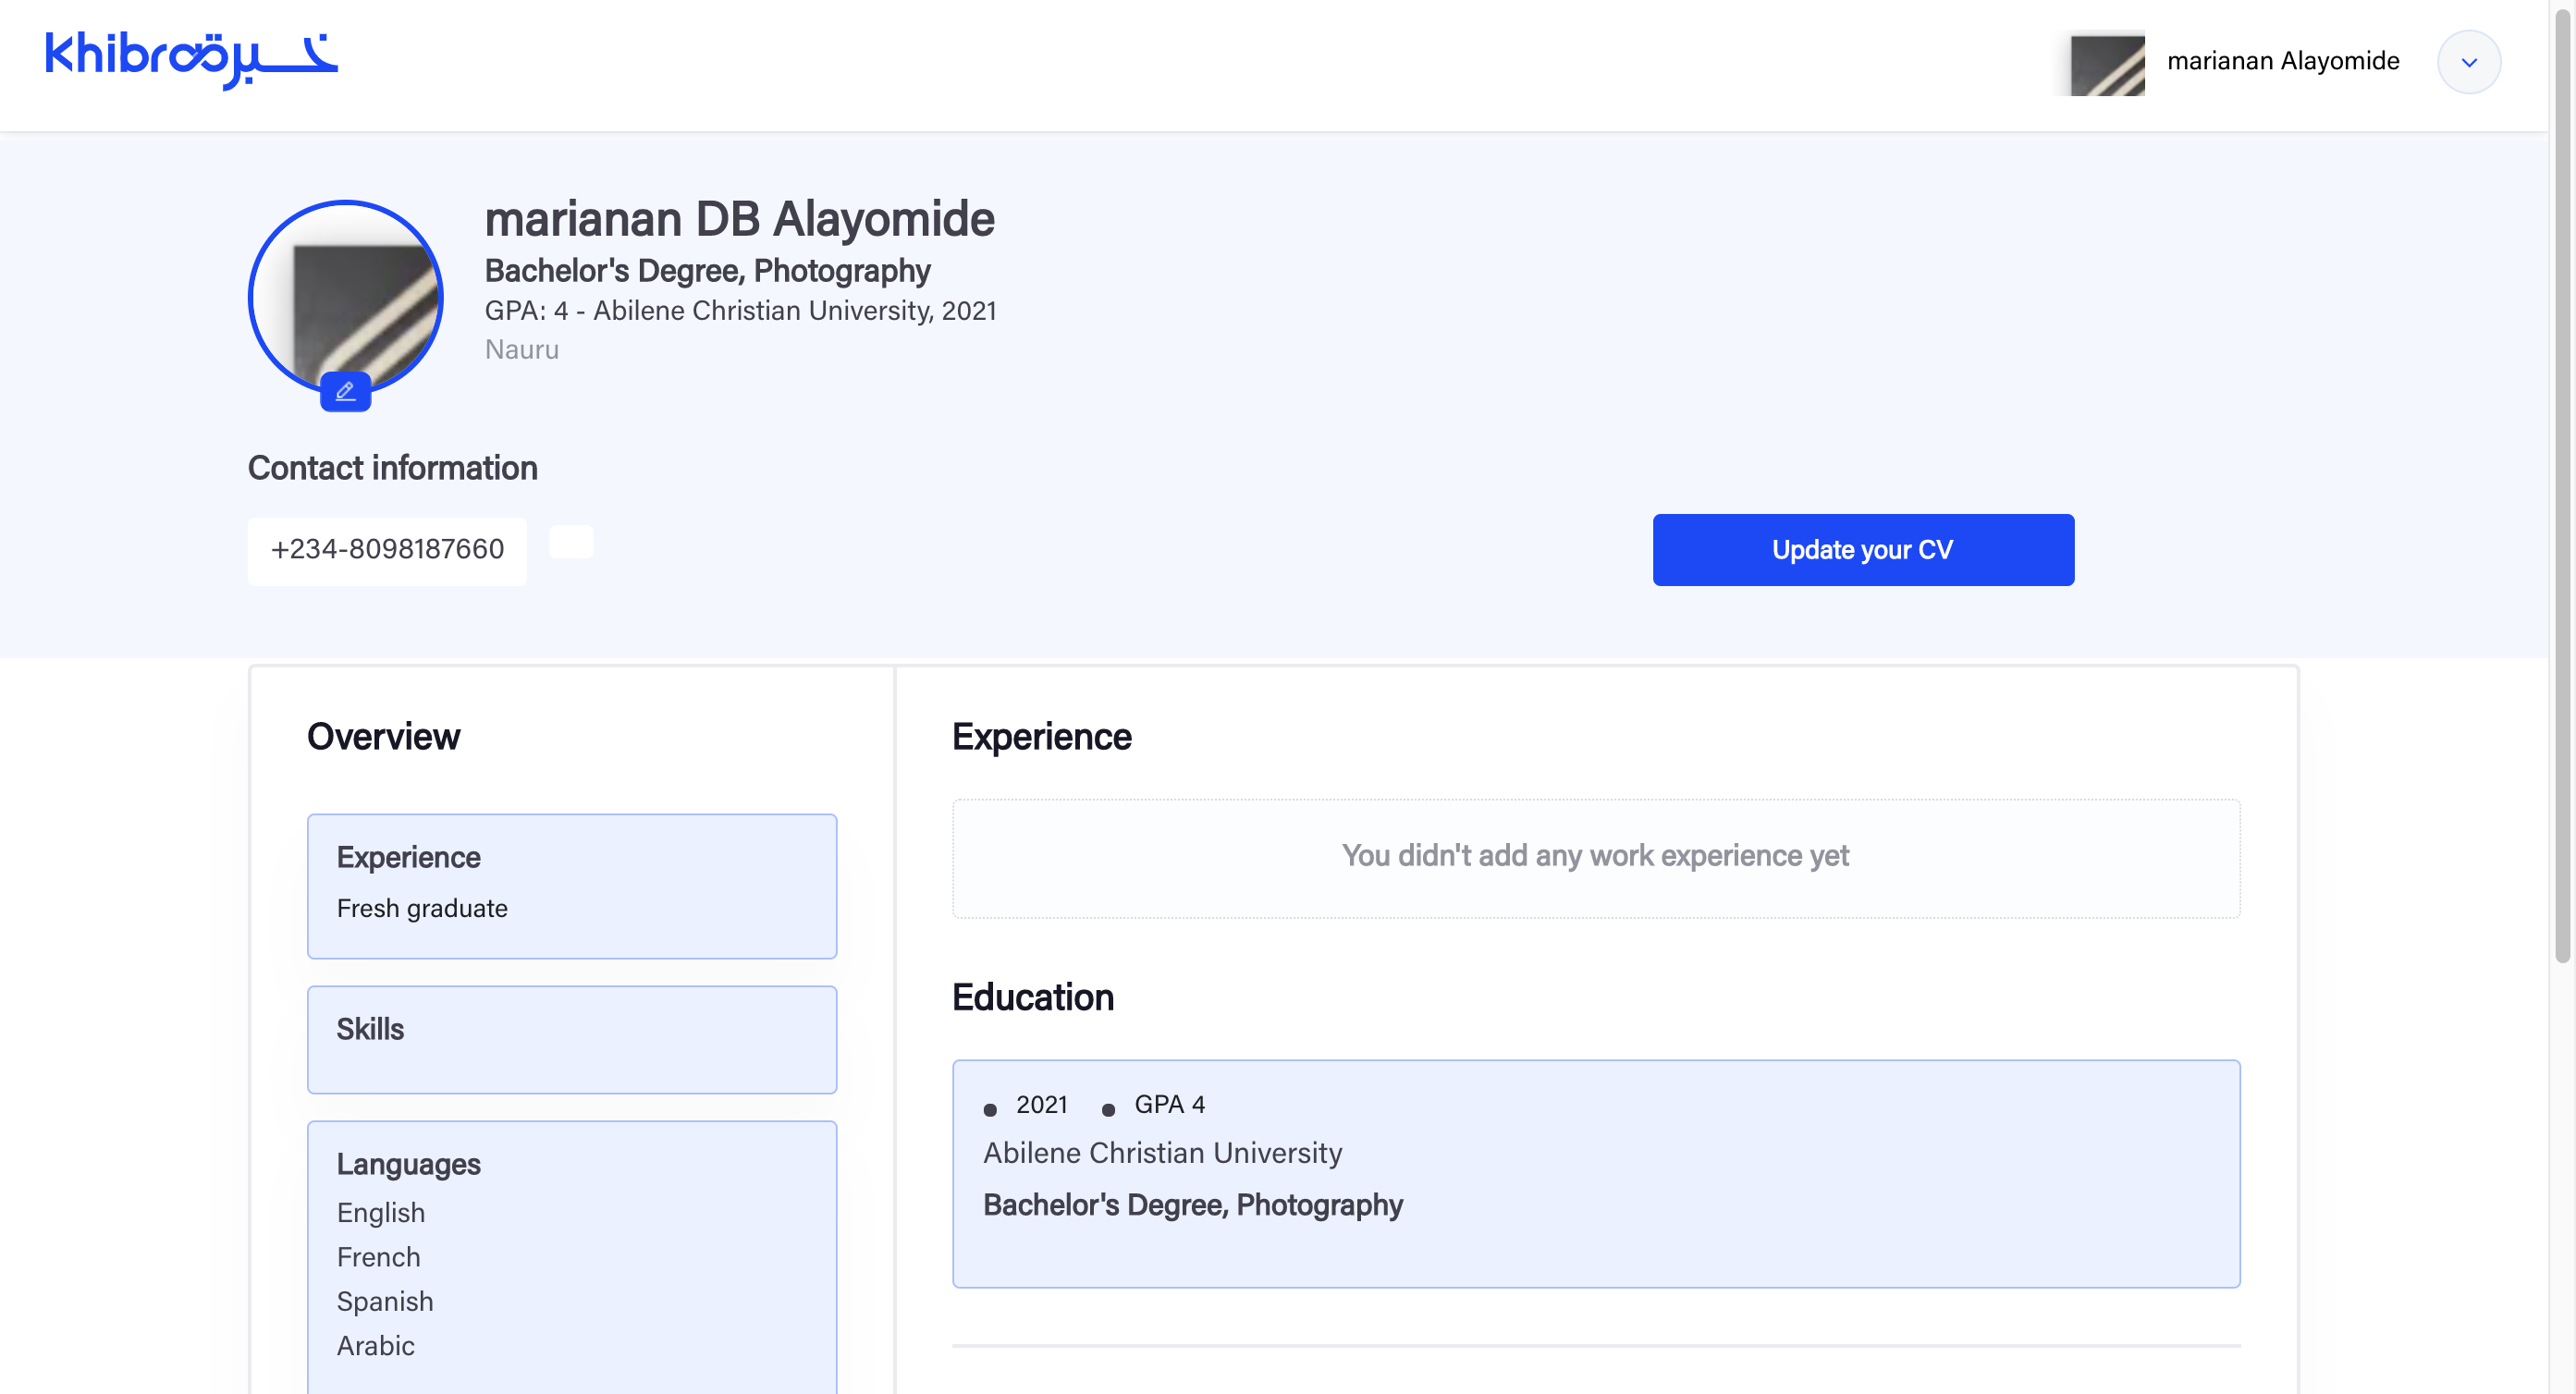 Khibra خبرة
marianan Alayomide
marianan DB Alayomide
Bachelor's Degree, Photography
GPA: 4 - Abilene Christian University, 2021
Nauru
Contact information
+234-8098187660
Update your CV
Overview
Experience
Fresh graduate
Skills
Languages
English
French
Spanish
Arabic
Experience
You didn't add any work experience yet
Education
2021 GPA 4
Abilene Christian University
Bachelor's Degree, Photography